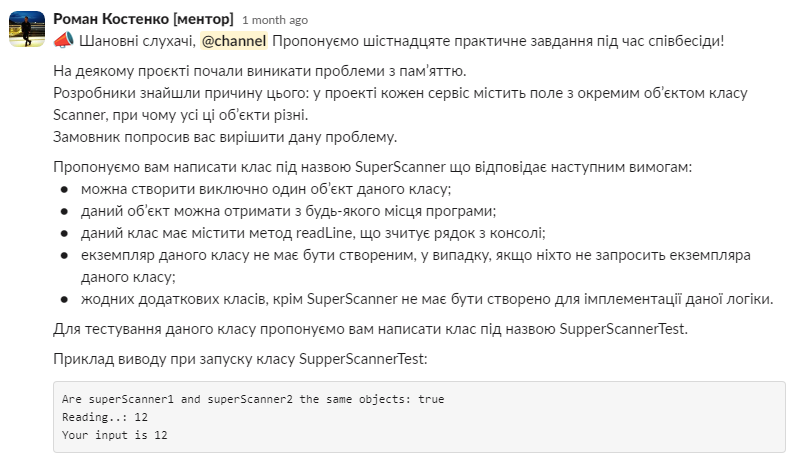 Роман Костенко [ментор] 1 month ago
📣 Шановні слухачі, @channel Пропонуємо шістнадцяте практичне завдання під час співбесіди!
На деякому проєкті почали виникати проблеми з пам’яттю.
Розробники знайшли причину цього: у проекті кожен сервіс містить поле з окремим об’єктом класу
Scanner, при чому усі ці об’єкти різні.
Замовник попросив вас вирішити дану проблему.
Пропонуємо вам написати клас під назвою SuperScanner що відповідає наступним вимогам:
● можна створити виключно один об’єкт даного класу;
● даний об’єкт можна отримати з будь-якого місця програми;
● даний клас має містити метод readLine, що зчитує рядок з консолі;
● екземпляр даного класу не має бути створеним, у випадку, якщо ніхто не запросить екземпляра
даного класу;
● жодних додаткових класів, крім SuperScanner не має бути створено для імплементації даної логіки.
Для тестування даного класу пропонуємо вам написати клас під назвою SupperScannerTest.
Приклад виводу при запуску класу SupperScannerTest:
Are superScanner1 and superScanner2 the same objects: true
Reading..: 12
Your input is 12